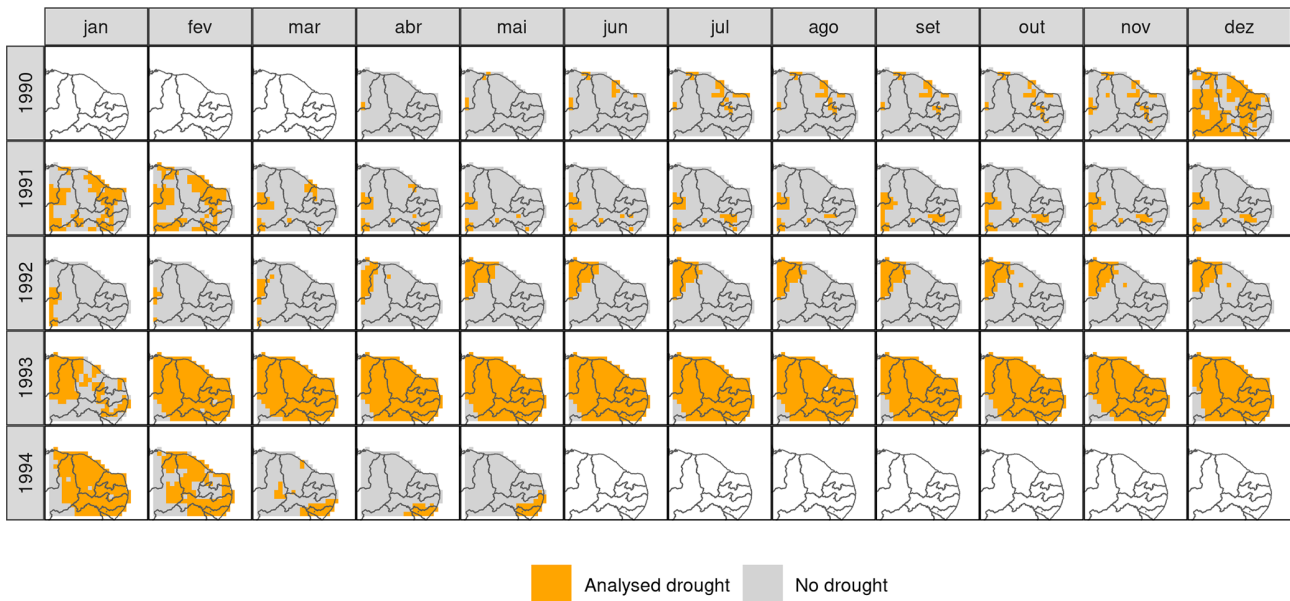 jan fev mar abr mai jun jul ago set out nov dez
1990
1991
1992
1993
1994
Analysed drought No drought